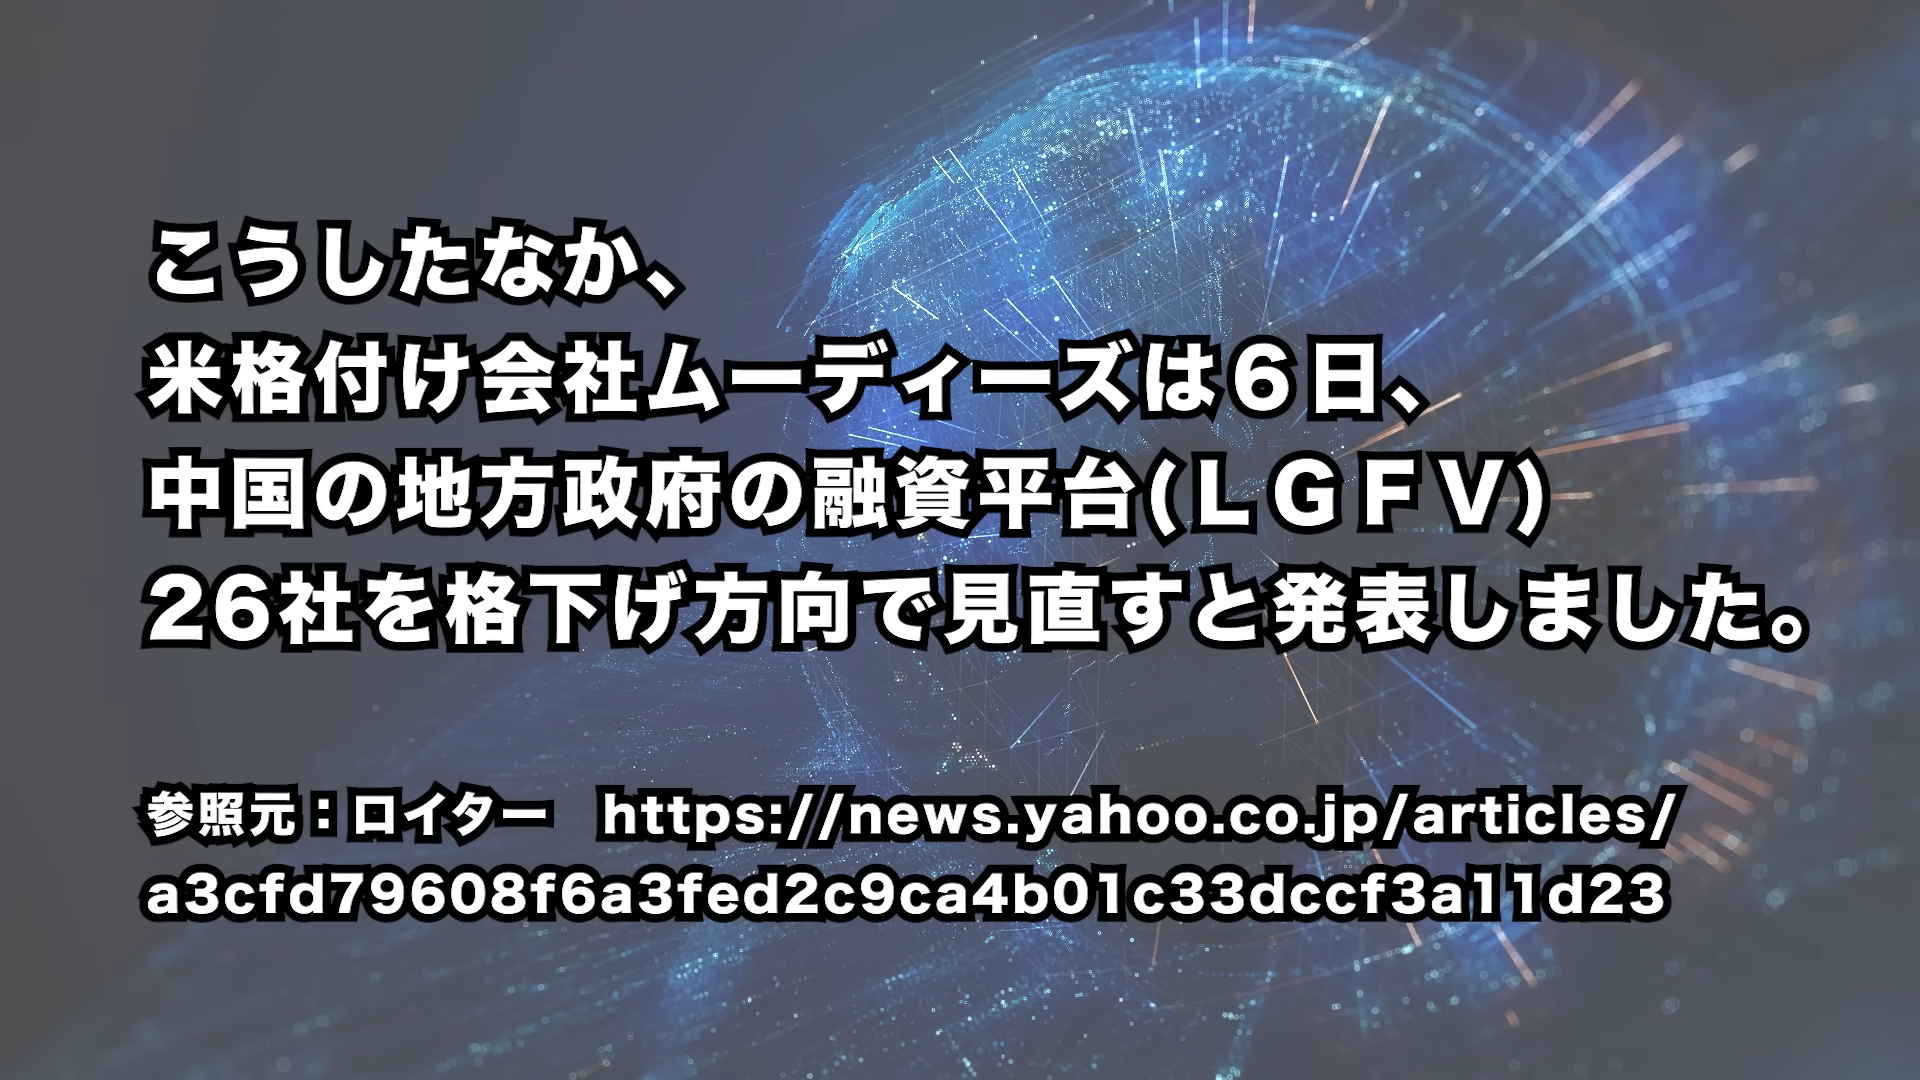 こうしたなか、
米格付け会社ムーディーズは６日、
中国の地方政府の融資平台(ＬＧＦＶ)
26社を格下げ方向で見直すと発表しました。
参照元：ロイター　https://news.yahoo.co.jp/articles/
a3cfd79608f6a3fed2c9ca4b01c33dccf3a11d23